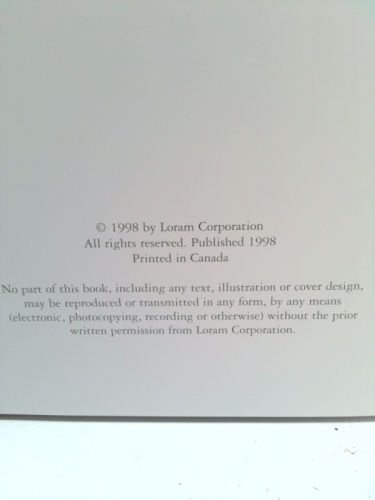 © 1998 by Loram Corporation
All rights reserved. Published 1998
Printed in Canada
No part of this book, including any text, illustration or cover design,
may be reproduced or transmitted in any form, by any means
(electronic, photocopying, recording or otherwise) without the prior
written permission from Loram Corporation.